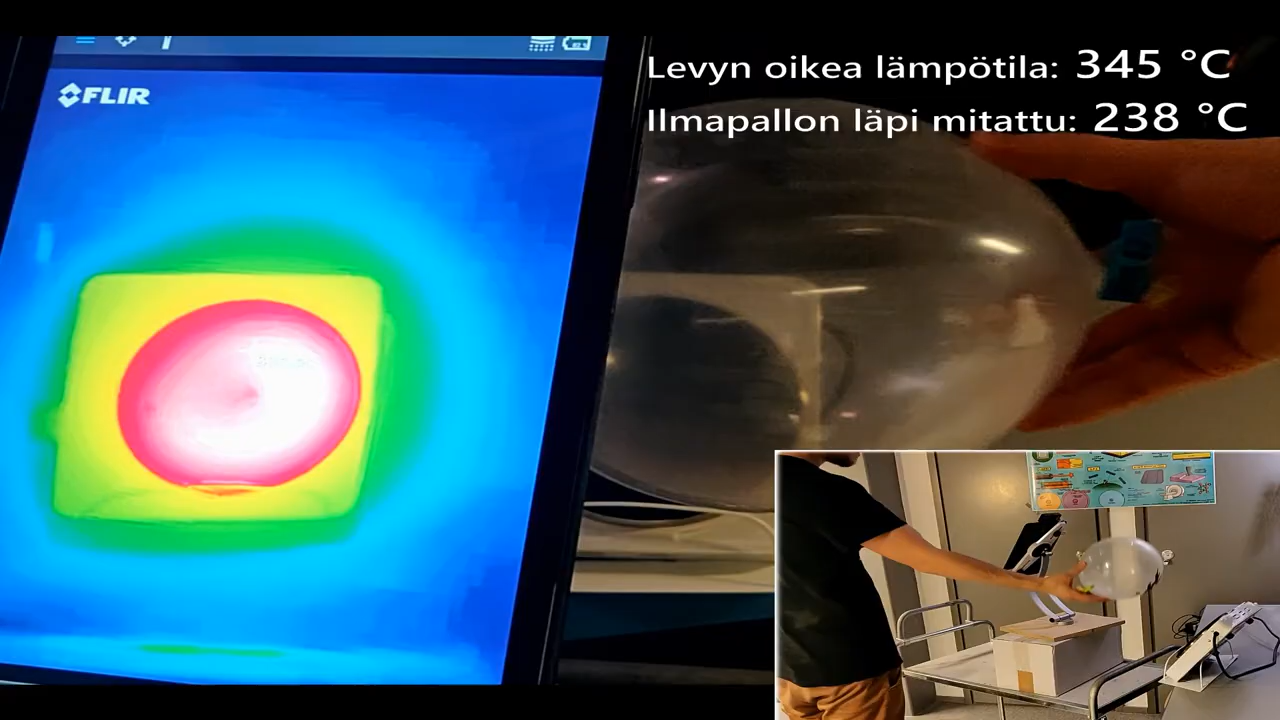 FLIR
Levyn oikea lämpötila: 345 °C
Ilmapallon läpi mitattu: 238 °C